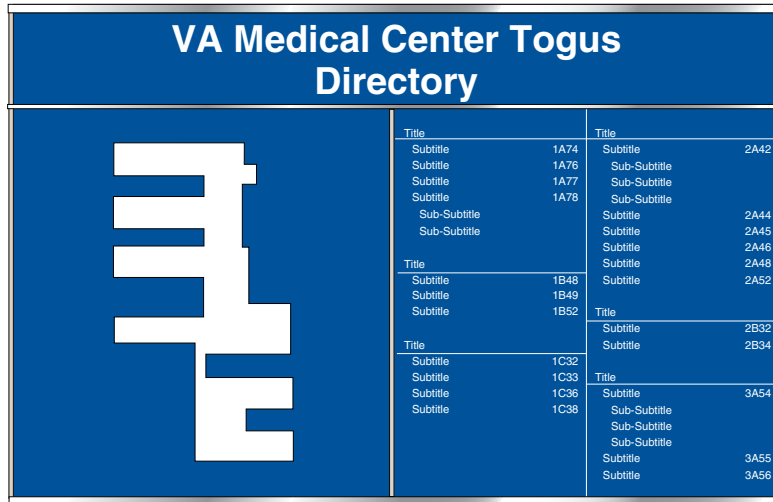 VA Medical Center Togus
Directory
Title
Subtitle 1A74
Subtitle 1A76
Subtitle 1A77
Subtitle 1A78
Sub-Subtitle
Sub-Subtitle
Title
Subtitle 1B48
Subtitle 1B49
Subtitle 1B52
Title
Subtitle 1C32
Subtitle 1C33
Subtitle 1C36
Subtitle 1C38
Title
Subtitle 2A42
Sub-Subtitle
Sub-Subtitle
Sub-Subtitle
Subtitle 2A44
Subtitle 2A45
Subtitle 2A46
Subtitle 2A48
Subtitle 2A52
Title
Subtitle 2B32
Subtitle 2B34
Title
Subtitle 3A54
Sub-Subtitle
Sub-Subtitle
Sub-Subtitle
Subtitle 3A55
Subtitle 3A56